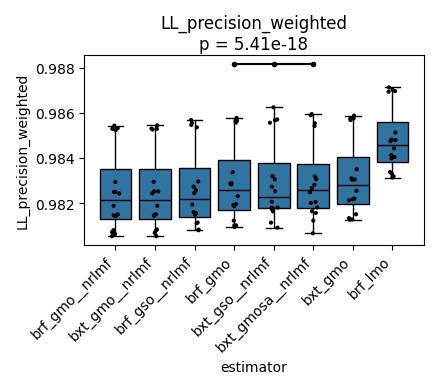 LL_precision_weighted
p = 5.41e-18
LL_precision_weighted
0.988
0.986
0.984
0.982
brf_gmo__nrlmf
bxt_gmo__nrlmf
brf_gso__nrlmf
brf_gmo
bxt_gso__nrlmf
bxt_gmosa__nrlmf
bxt_gmo
brf_lmo
estimator